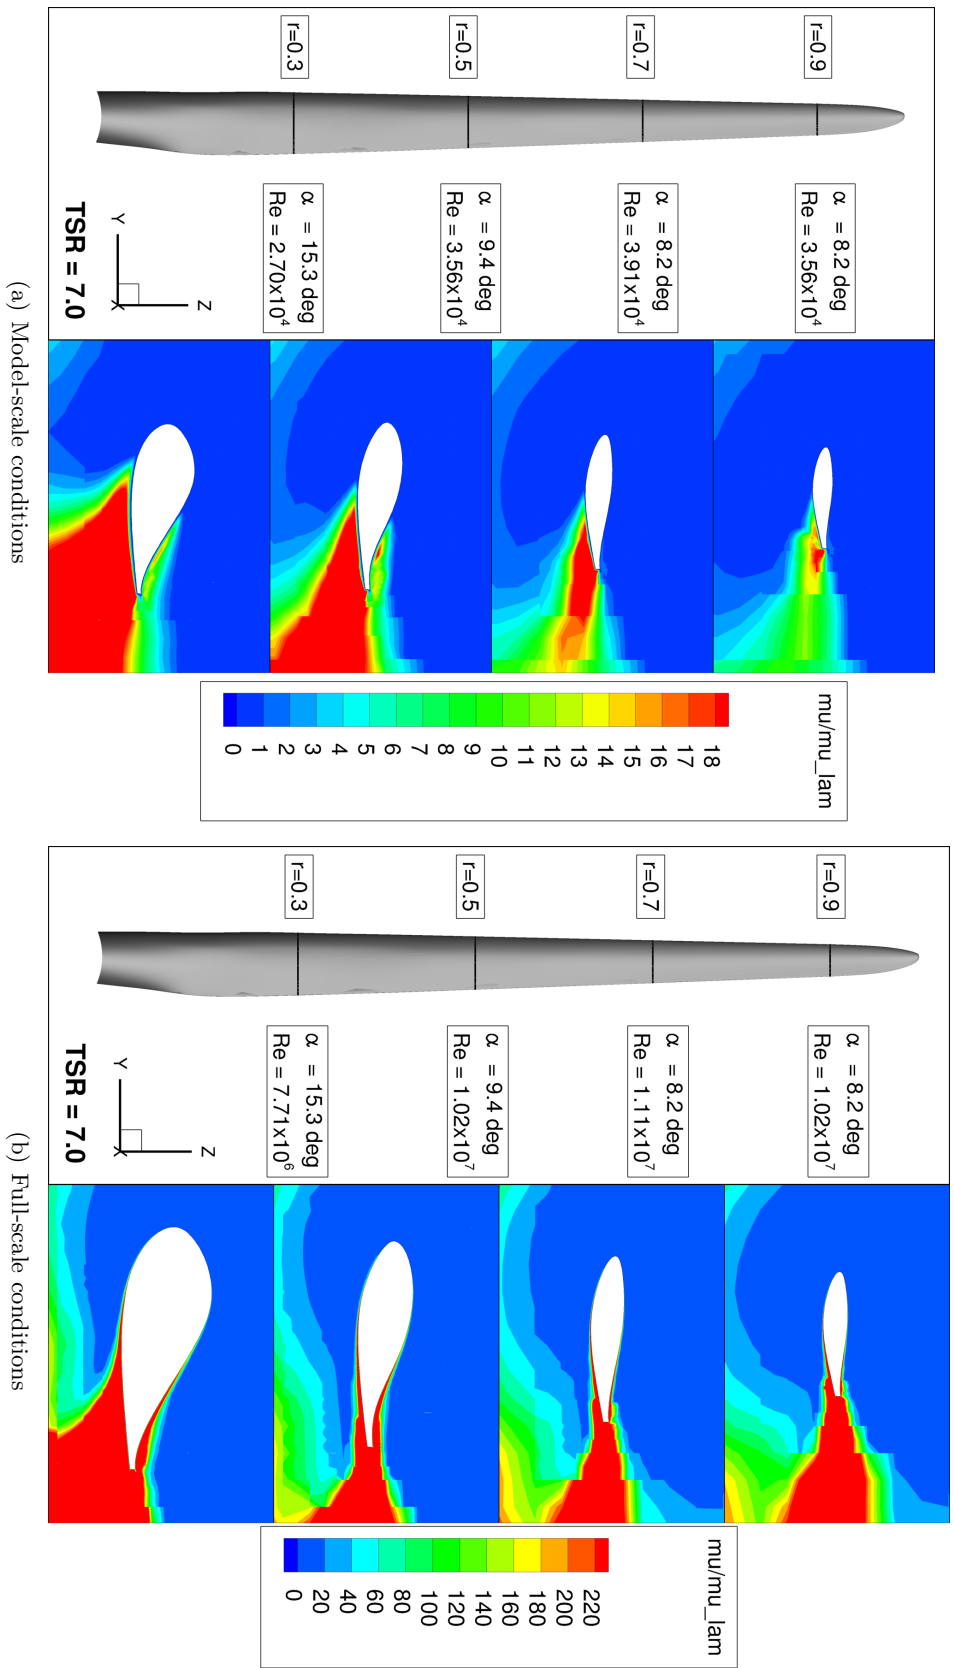 r=0.9
r=0.7
r=0.5
r=0.3
α = 8.2 deg
Re = 3.56x10⁴
α = 8.2 deg
Re = 3.91x10⁴
α = 9.4 deg
Re = 3.56x10⁴
α = 15.3 deg
Re = 2.70x10⁴
Z
Y
X
TSR = 7.0
mu/mu_lam
18
17
16
15
14
13
12
11
10
9
8
7
6
5
4
3
2
1
0
(a) Model-scale conditions
r=0.9
r=0.7
r=0.5
r=0.3
α = 8.2 deg
Re = 1.02x10⁷
α = 8.2 deg
Re = 1.11x10⁷
α = 9.4 deg
Re = 1.02x10⁷
α = 15.3 deg
Re = 7.71x10⁶
Z
Y
X
TSR = 7.0
mu/mu_lam
220
200
180
160
140
120
100
80
60
40
20
0
(b) Full-scale conditions